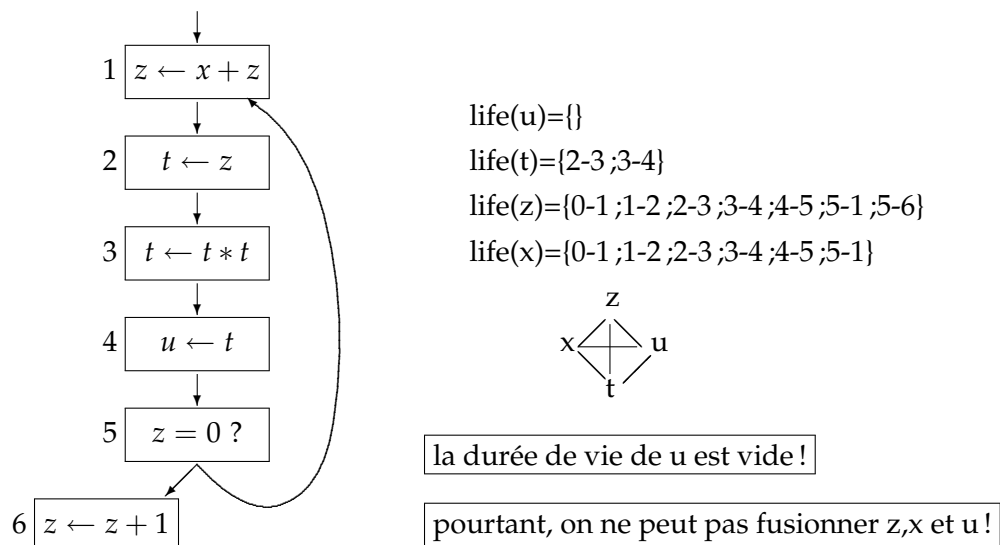 1 z ← x + z
2 t ← z
3 t ← t * t
4 u ← t
5 z = 0 ?
6 z ← z + 1
life(u)={}
life(t)={2-3 ;3-4}
life(z)={0-1 ;1-2 ;2-3 ;3-4 ;4-5 ;5-1 ;5-6}
life(x)={0-1 ;1-2 ;2-3 ;3-4 ;4-5 ;5-1}
z
x u
t
la durée de vie de u est vide !
pourtant, on ne peut pas fusionner z,x et u !